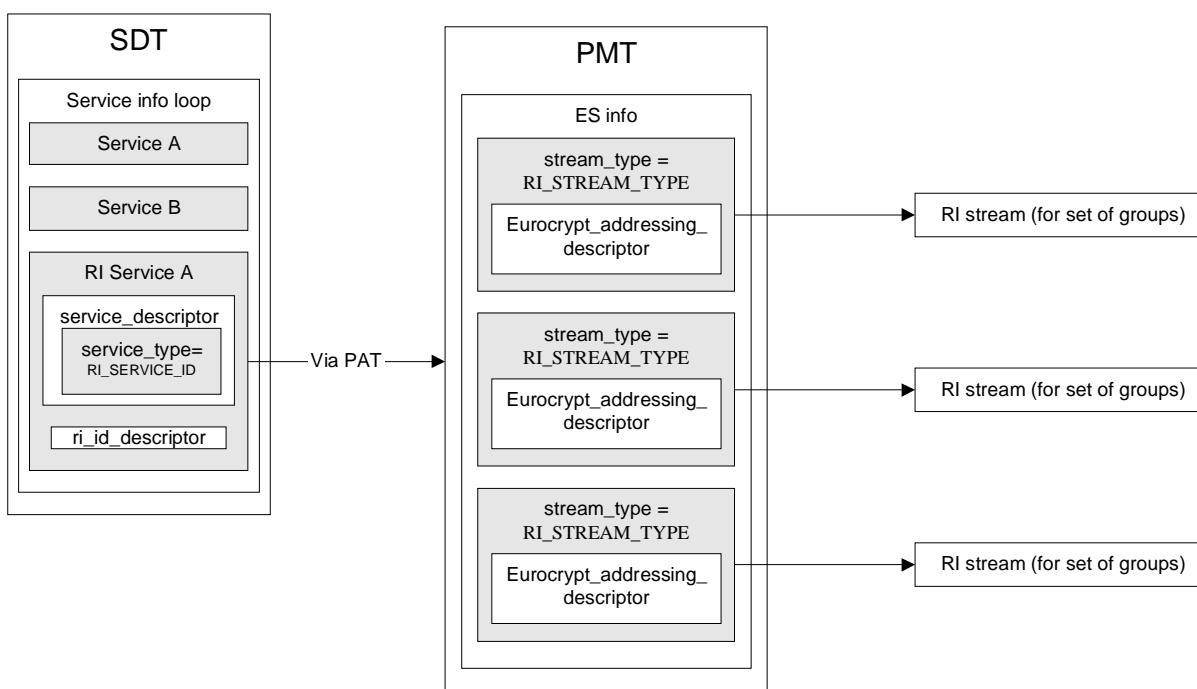 SDT
Service info loop
Service A
Service B
RI Service A
service_descriptor
service_type=
RI_SERVICE_ID
ri_id_descriptor
Via PAT
PMT
ES info
stream_type =
RI_STREAM_TYPE
Eurocrypt_addressing_
descriptor
RI stream (for set of groups)
stream_type =
RI_STREAM_TYPE
Eurocrypt_addressing_
descriptor
RI stream (for set of groups)
stream_type =
RI_STREAM_TYPE
Eurocrypt_addressing_
descriptor
RI stream (for set of groups)